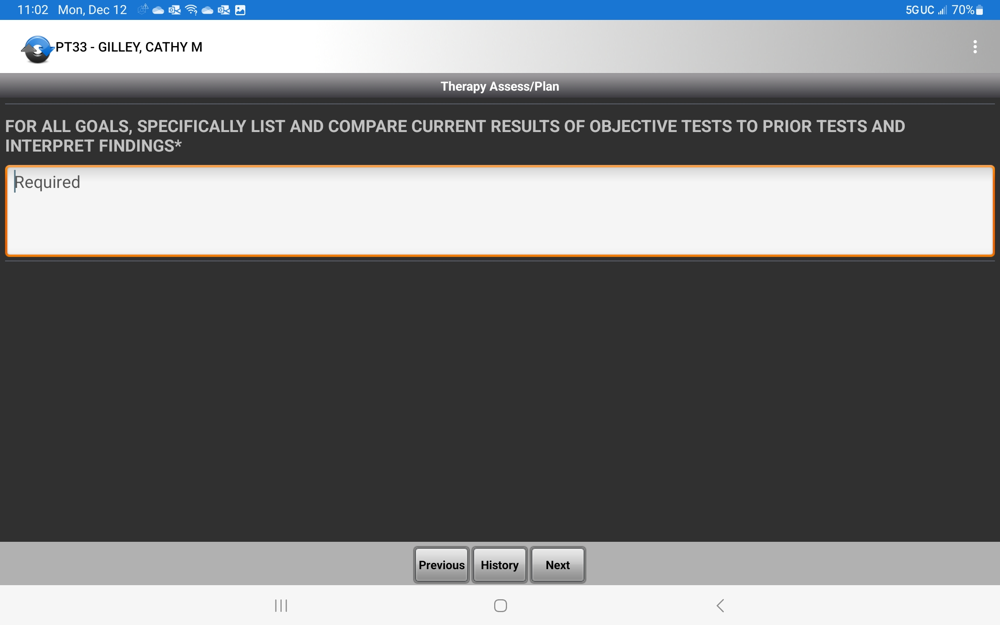 11:02 Mon, Dec 12
5G UC 70%
PT33 - GILLEY, CATHY M
Therapy Assess/Plan
FOR ALL GOALS, SPECIFICALLY LIST AND COMPARE CURRENT RESULTS OF OBJECTIVE TESTS TO PRIOR TESTS AND
INTERPRET FINDINGS*
Required
Previous History Next